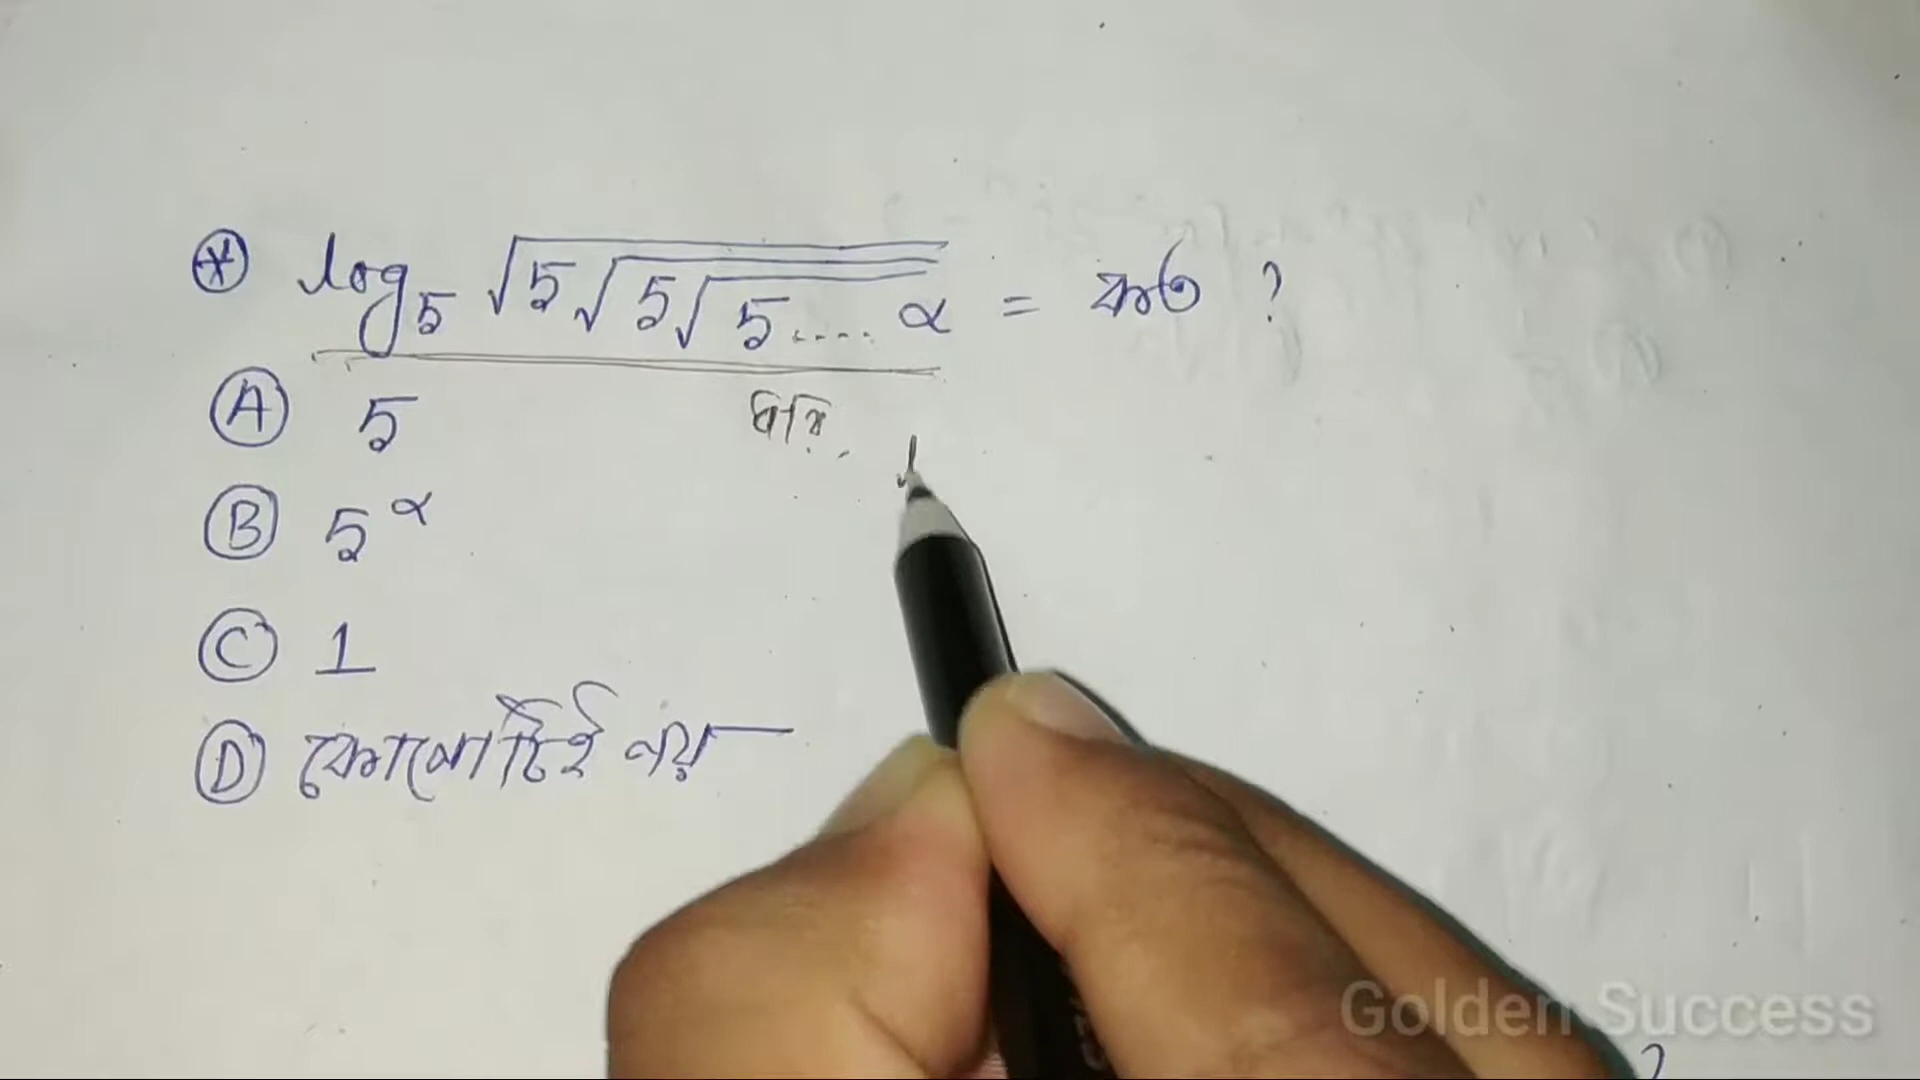 * log₅ √5√5√5....α = কত ?
A 5
ধরি,
B 5^α
C 1
D কোনোটিই নয়
Golden Success
?